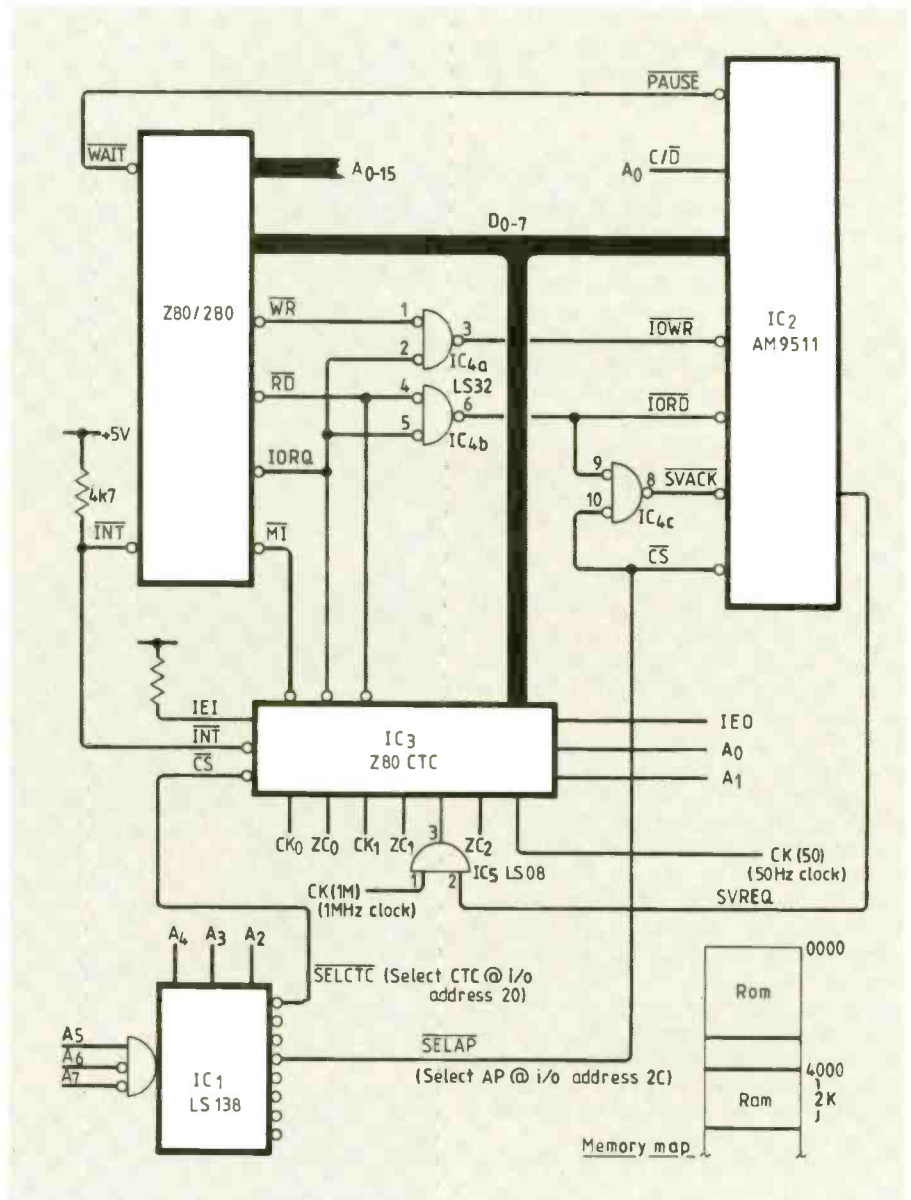 PAUSE
WAIT
A0-15
A0 C/D
D0-7
Z80/280
WR
1
2
3
IC4a
LS32
IOWR
IC2
AM9511
RD
4
5
6
IC4b
IORD
+5V
4k7
IORQ
9
10
8
SVACK
IC4c
INT
MI
CS
IEI
INT
CS
IC3
Z80 CTC
IEO
A0
A1
CK0 ZC0 CK1 ZC1 3 ZC2
1 2 IC5 LS08
CK(1M)
(1MHz clock)
CK(50)
(50Hz clock)
SVREQ
A4 A3 A2
SELCTC (Select CTC @ i/o
address 20)
A5
A6
A7
IC1
LS138
SELAP
(Select AP @ i/o address 2C)
0000
Rom
4000
Ram
2K
Memory map